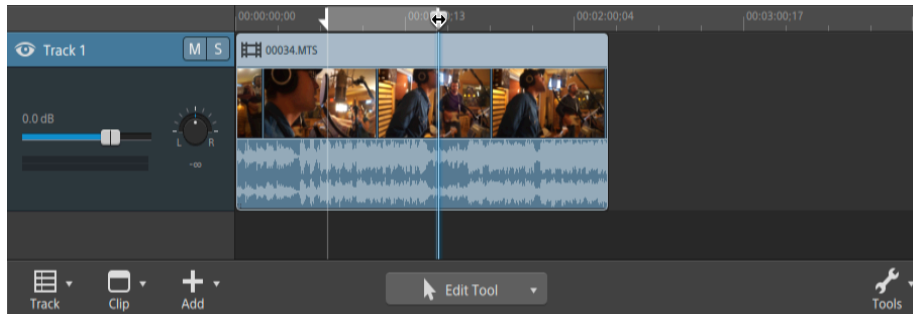 00:00:00;00
00:02:00;04
00:03:00;17
Track 1
M S
00034.MTS
0.0 dB
L R
-∞
Track
Clip
Add
Edit Tool
Tools